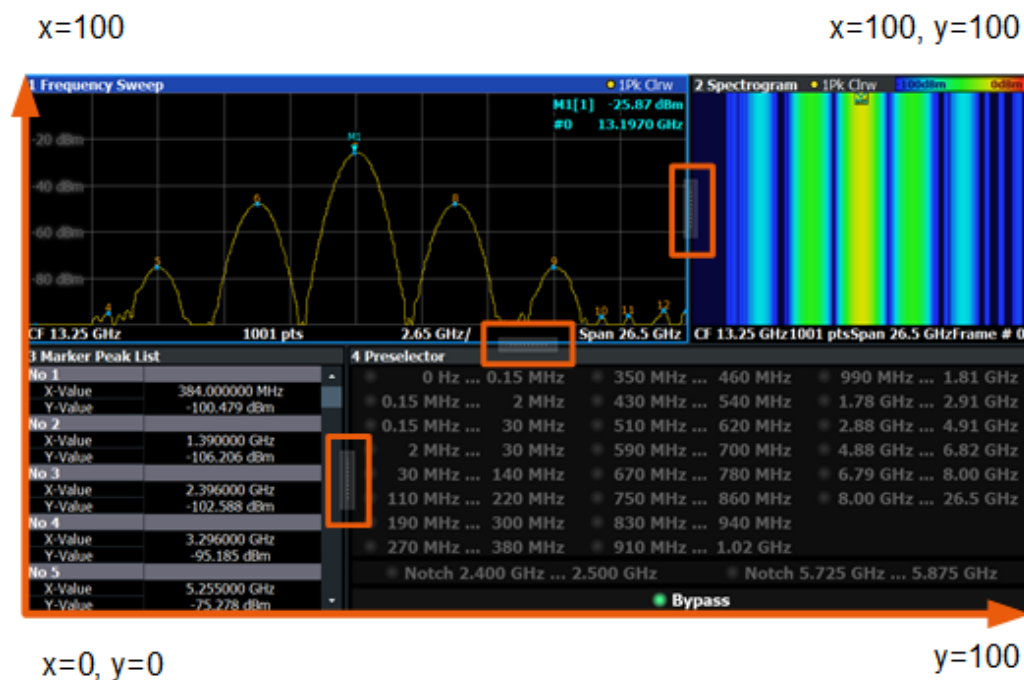 x=100
x=100, y=100
1 Frequency Sweep
1Pk Clrw
M1[1] -25.87 dBm
#0 13.1970 GHz
-20 dBm
-40 dBm
-60 dBm
-80 dBm
M1
4
5
6
8
9
10
11
12
CF 13.25 GHz 1001 pts 2.65 GHz/ Span 26.5 GHz
2 Spectrogram
1Pk Clrw
-100dBm 0dBm
CF 13.25 GHz 1001 pts Span 26.5 GHz Frame # 0
3 Marker Peak List
No 1
X-Value 384.000000 MHz
Y-Value -100.479 dBm
No 2
X-Value 1.390000 GHz
Y-Value -106.206 dBm
No 3
X-Value 2.396000 GHz
Y-Value -102.588 dBm
No 4
X-Value 3.296000 GHz
Y-Value -95.185 dBm
No 5
X-Value 5.255000 GHz
Y-Value -75.278 dBm
4 Preselector
0 Hz ... 0.15 MHz 350 MHz ... 460 MHz 990 MHz ... 1.81 GHz
0.15 MHz ... 2 MHz 430 MHz ... 540 MHz 1.78 GHz ... 2.91 GHz
0.15 MHz ... 30 MHz 510 MHz ... 620 MHz 2.88 GHz ... 4.91 GHz
2 MHz ... 30 MHz 590 MHz ... 700 MHz 4.88 GHz ... 6.82 GHz
30 MHz ... 140 MHz 670 MHz ... 780 MHz 6.79 GHz ... 8.00 GHz
110 MHz ... 220 MHz 750 MHz ... 860 MHz 8.00 GHz ... 26.5 GHz
190 MHz ... 300 MHz 830 MHz ... 940 MHz
270 MHz ... 380 MHz 910 MHz ... 1.02 GHz
Notch 2.400 GHz ... 2.500 GHz Notch 5.725 GHz ... 5.875 GHz
Bypass
x=0, y=0
y=100